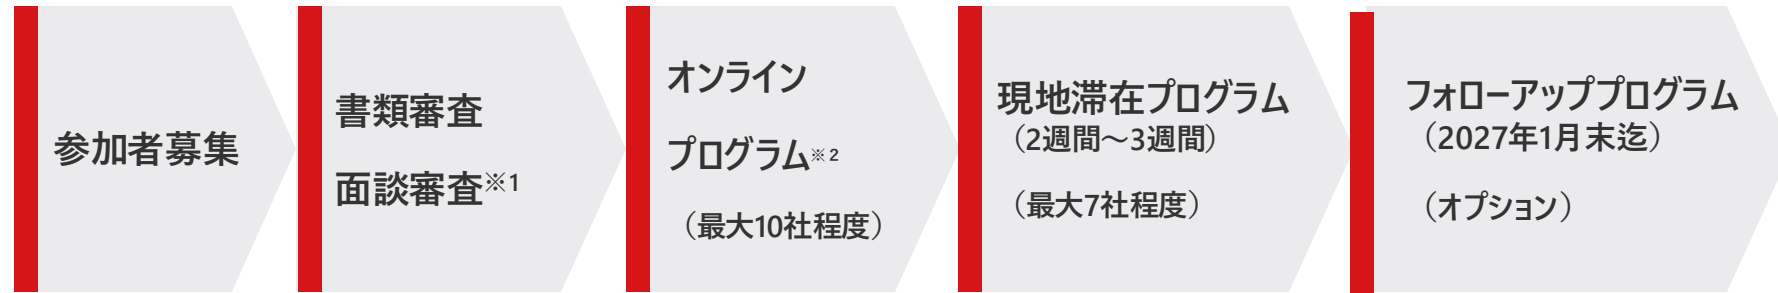 参加者募集
書類審査
面談審査※1
オンライン
プログラム※2
（最大10社程度）
現地滞在プログラム
（2週間～3週間）
（最大7社程度）
フォローアッププログラム
（2027年1月末迄）
（オプション）